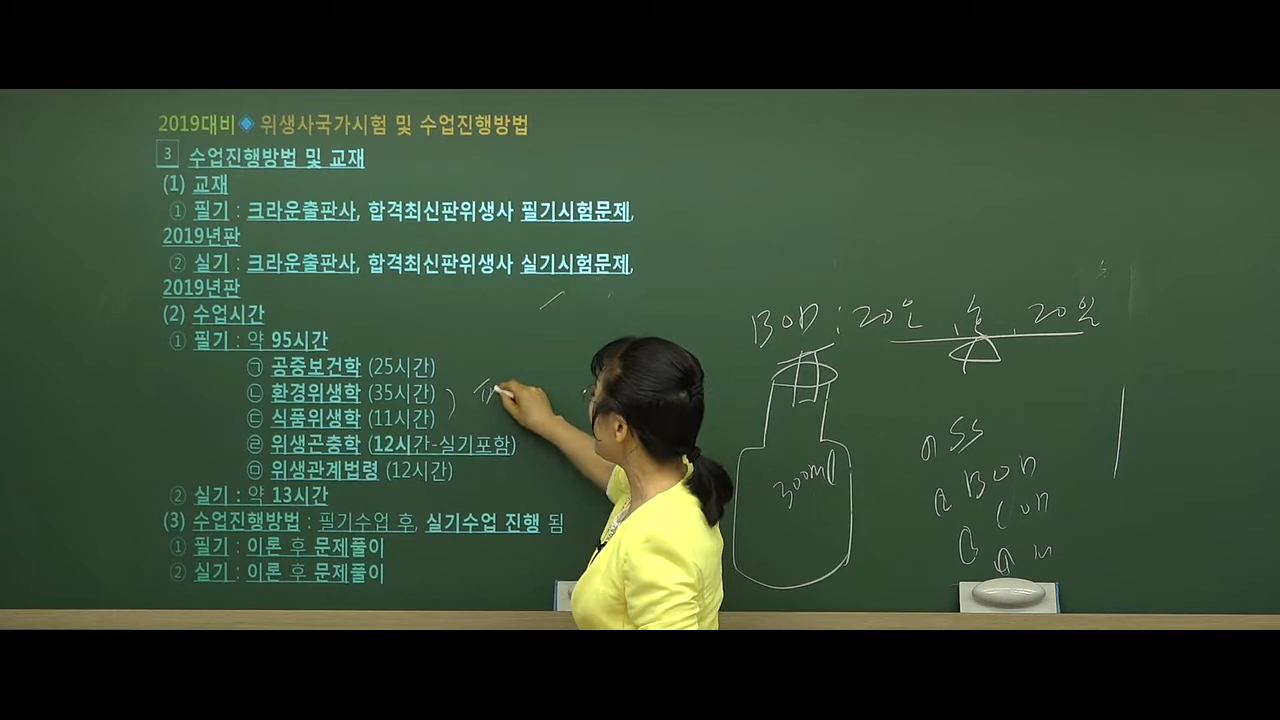 2019대비 ◆ 위생사국가시험 및 수업진행방법
3 수업진행방법 및 교재
(1) 교재
① 필기 : 크라운출판사, 합격최신판위생사 필기시험문제,
2019년판
② 실기 : 크라운출판사, 합격최신판위생사 실기시험문제,
2019년판
(2) 수업시간
① 필기 : 약 95시간
㉠ 공중보건학 (25시간)
㉡ 환경위생학 (35시간)
㉢ 식품위생학 (11시간)
㉣ 위생곤충학 (12시간-실기포함)
㉤ 위생관계법령 (12시간)
② 실기 : 약 13시간
(3) 수업진행방법 : 필기수업 후, 실기수업 진행 됨
① 필기 : 이론 후 문제풀이
② 실기 : 이론 후 문제풀이
BOD : 20온 20일
300ml
SS
BOD